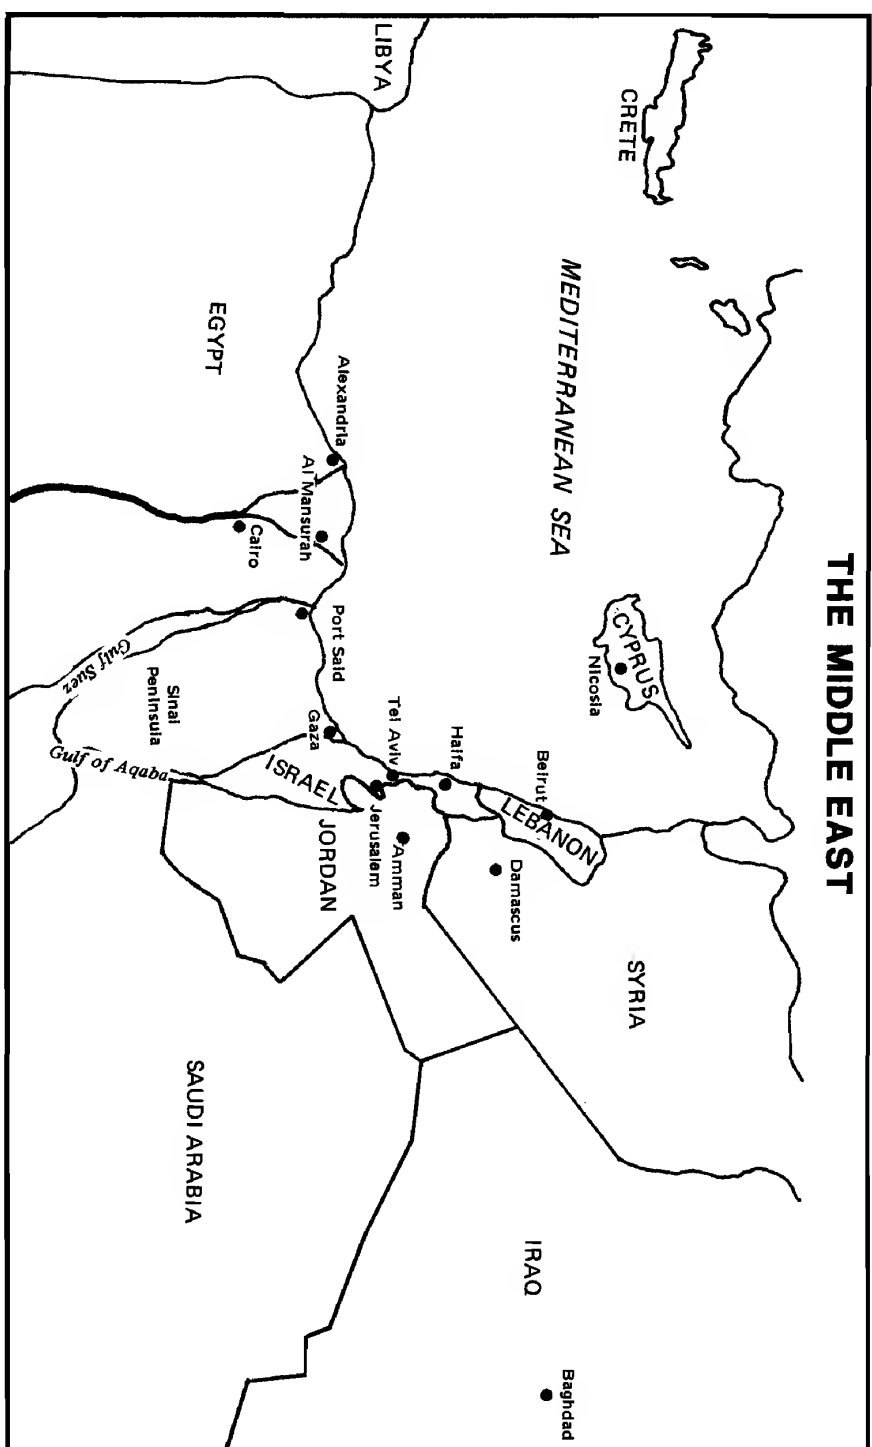 THE MIDDLE EAST
CRETE
MEDITERRANEAN SEA
CYPRUS
Nicosia
LIBYA
EGYPT
Alexandria
Al Mansurah
Cairo
Port Said
Gulf Suez
Sinai
Peninsula
Gulf of Aqaba
Gaza
Tel Aviv
Haifa
Beirut
LEBANON
ISRAEL
Jerusalem
JORDAN
Amman
Damascus
SYRIA
SAUDI ARABIA
IRAQ
Baghdad